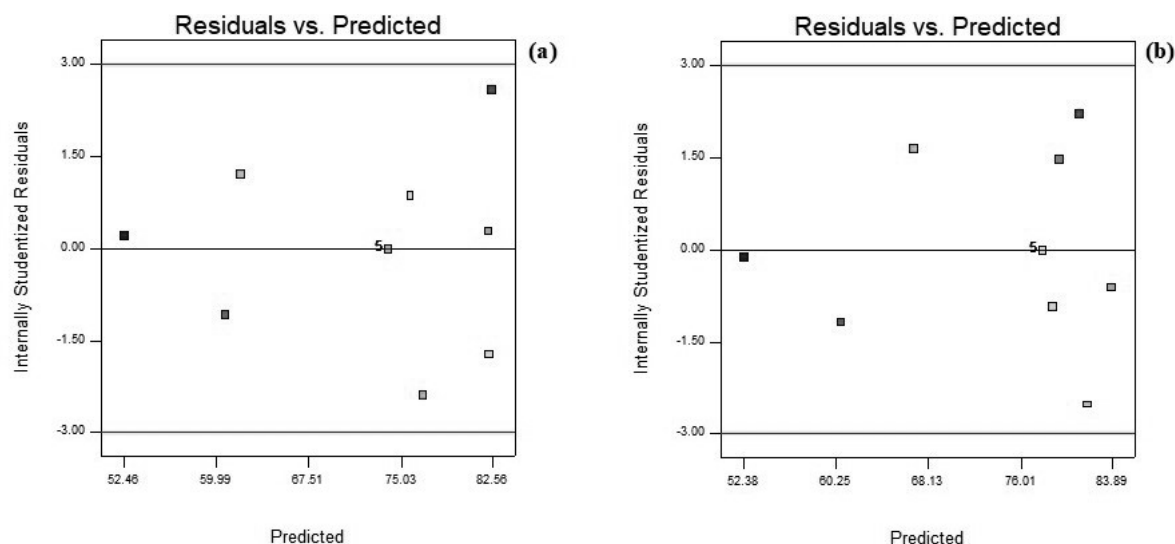 Residuals vs. Predicted
(a)
3.00
1.50
0.00
-1.50
-3.00
Internally Studentized Residuals
5
52.46 59.99 67.51 75.03 82.56
Predicted
Residuals vs. Predicted
(b)
3.00
1.50
0.00
-1.50
-3.00
Internally Studentized Residuals
5
52.38 60.25 68.13 76.01 83.89
Predicted